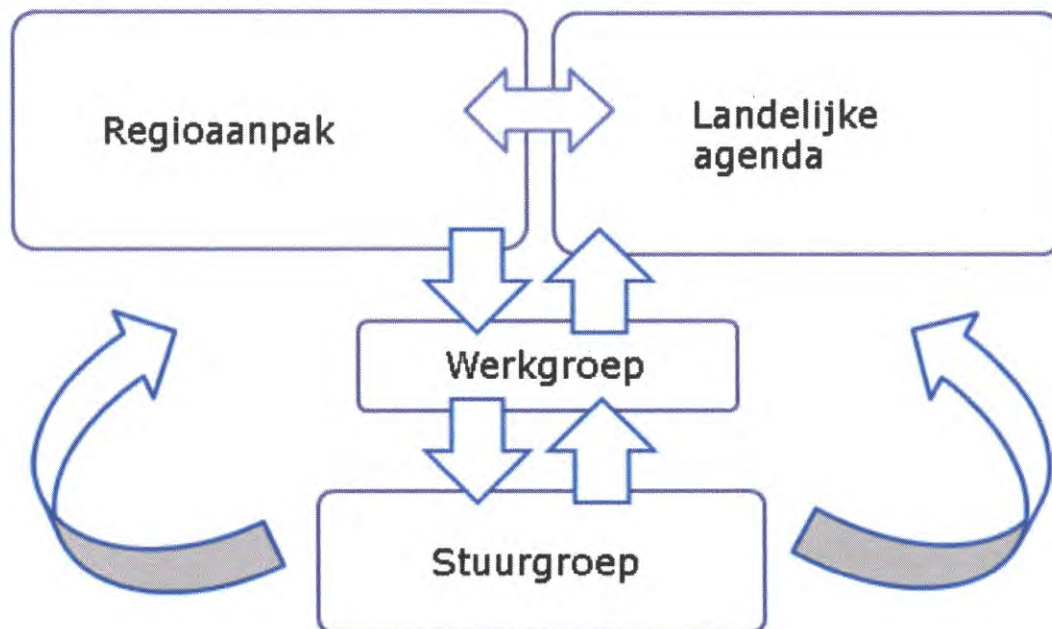 Regioaanpak
Landelijke
agenda
Werkgroep
Stuurgroep